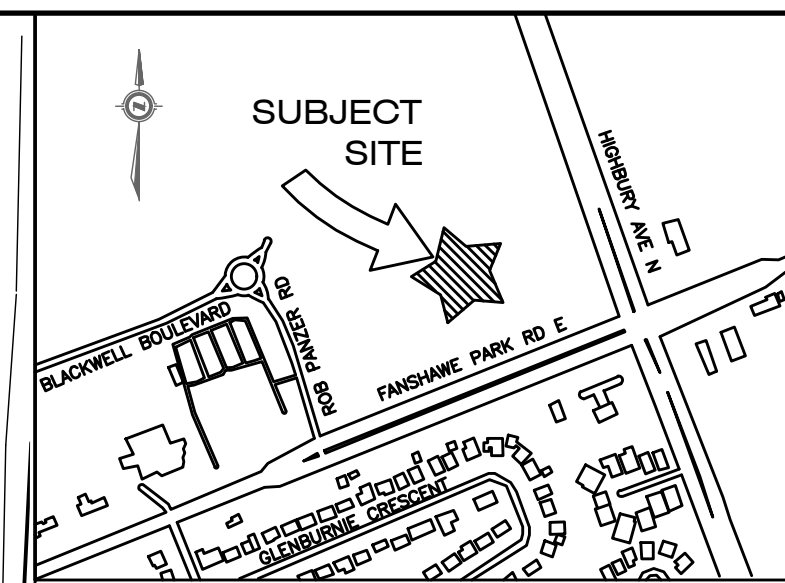 SUBJECT
SITE
HIGHBURY AVE N
BLACKWELL BOULEVARD
ROB PANZER RD
FANSHAWE PARK RD E
GLENBURNIE CRESCENT